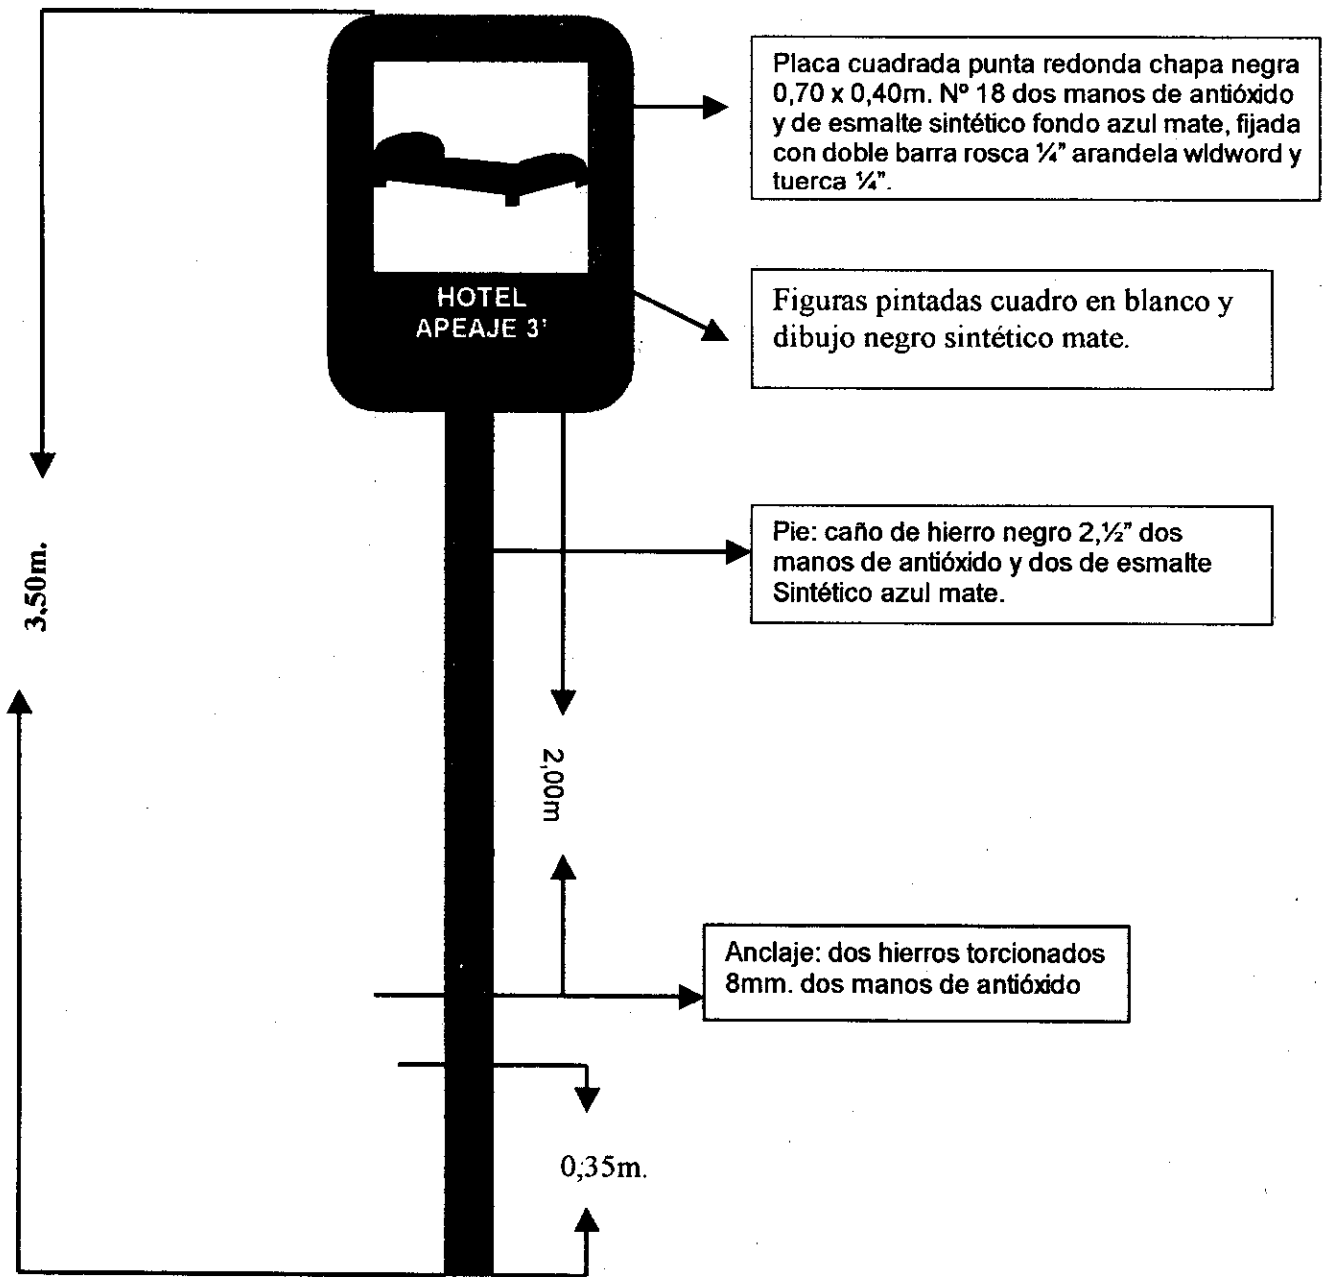 Placa cuadrada punta redonda chapa negra
0,70 x 0,40m. Nº 18 dos manos de antióxido
y de esmalte sintético fondo azul mate, fijada
con doble barra rosca ¼” arandela wldword y
tuerca ¼”.
HOTEL
APEAJE 3'
Figuras pintadas cuadro en blanco y
dibujo negro sintético mate.
3,50m.
Pie: caño de hierro negro 2,½” dos
manos de antióxido y dos de esmalte
Sintético azul mate.
2,00m
Anclaje: dos hierros torcionados
8mm. dos manos de antióxido
0,35m.